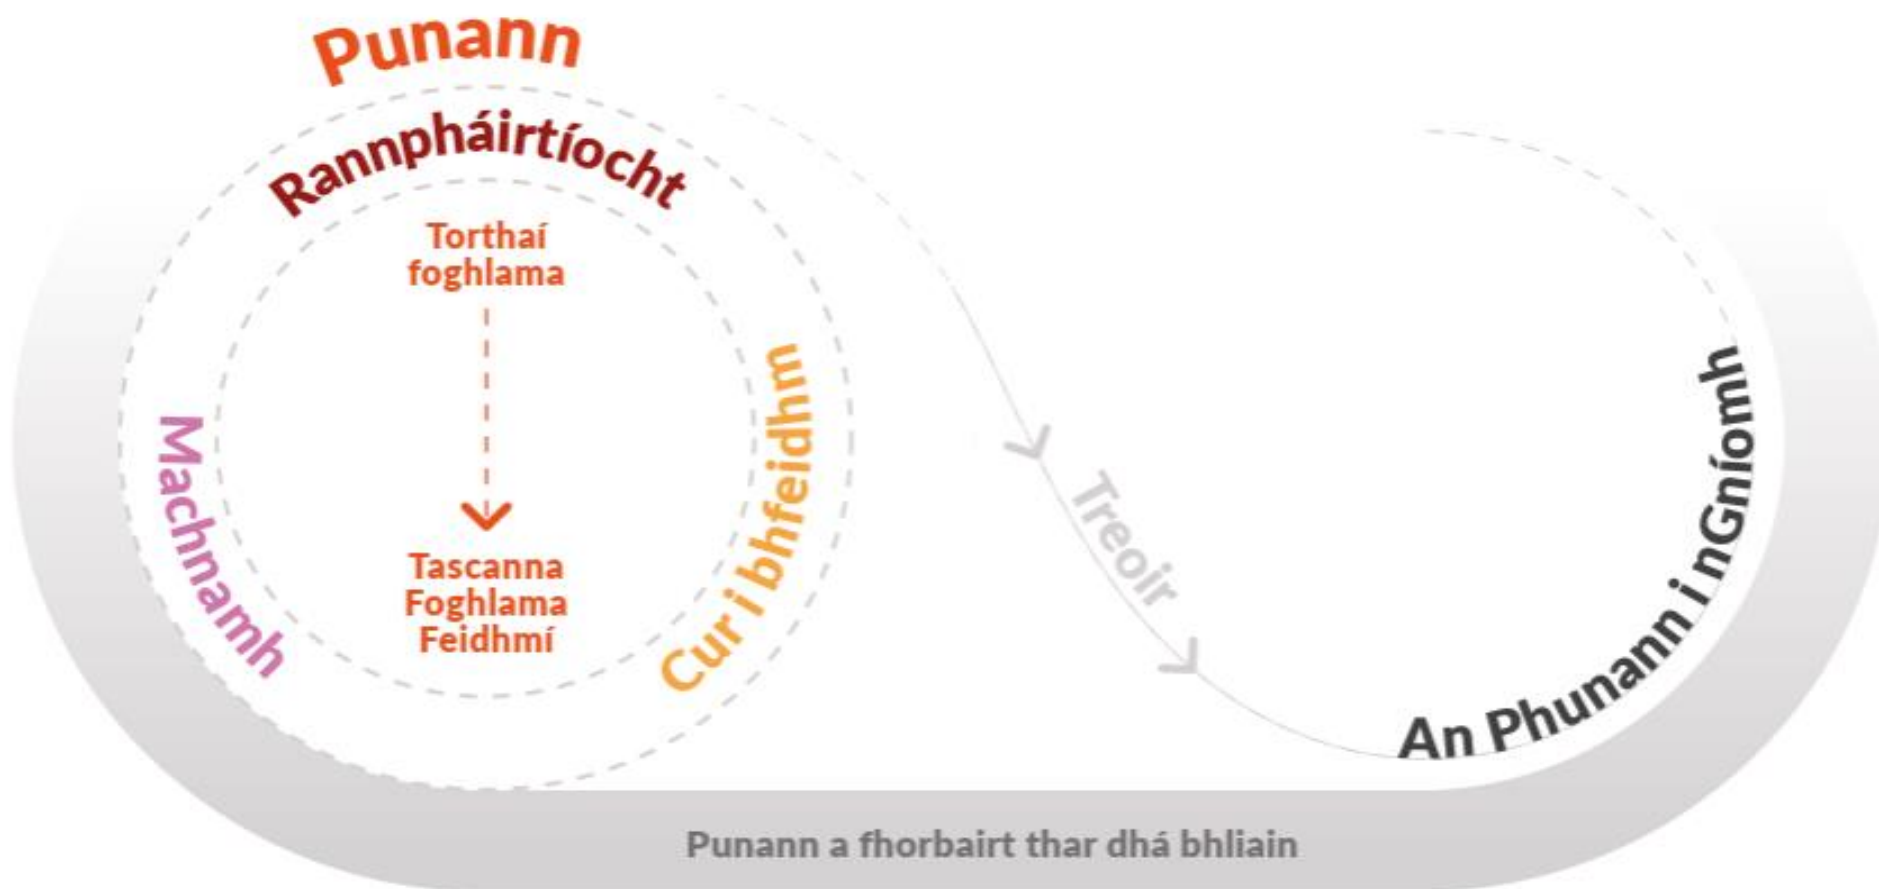 Punann
Rannpháirtíocht
Torthaí
foghlama
Cur i bhfeidhm
Machnamh
Tascanna
Foghlama
Feidhmí
Treoir
An Phunann i nGníomh
Punann a fhorbairt thar dhá bhliain